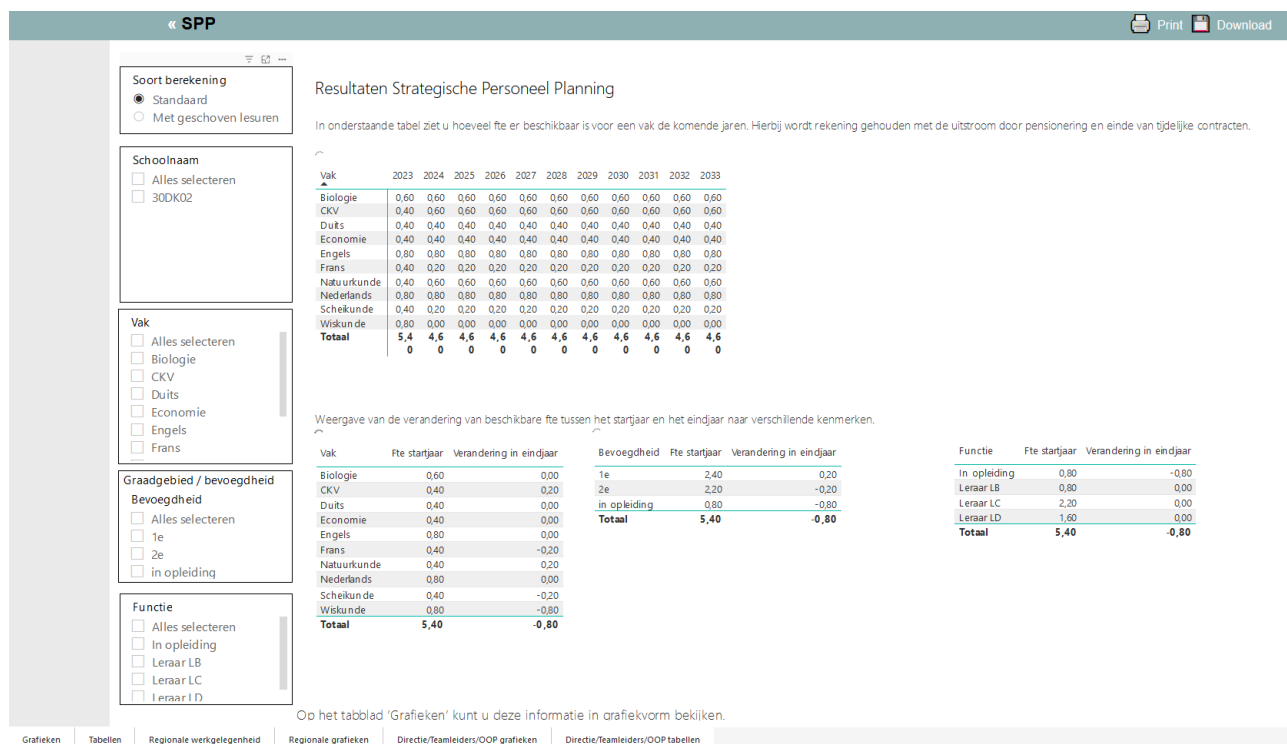 « SPP
Print Download
Soort berekening
Standaard
Met geschoven lesuren
Schoolnaam
Alles selecteren
30DK02
Vak
Alles selecteren
Biologie
CKV
Duits
Economie
Engels
Frans
Graadgebied / bevoegdheid
Bevoegdheid
Alles selecteren
1e
2e
in opleiding
Functie
Alles selecteren
In opleiding
Leraar LB
Leraar LC
Leraar LD
Resultaten Strategische Personeel Planning
In onderstaande tabel ziet u hoeveel fte er beschikbaar is voor een vak de komende jaren. Hierbij wordt rekening gehouden met de uitstroom door pensionering en einde van tijdelijke contracten.
Vak 2023 2024 2025 2026 2027 2028 2029 2030 2031 2032 2033
Biologie 0,60 0,60 0,60 0,60 0,60 0,60 0,60 0,60 0,60 0,60 0,60
CKV 0,40 0,60 0,60 0,60 0,60 0,60 0,60 0,60 0,60 0,60 0,60
Duits 0,40 0,40 0,40 0,40 0,40 0,40 0,40 0,40 0,40 0,40 0,40
Economie 0,40 0,40 0,40 0,40 0,40 0,40 0,40 0,40 0,40 0,40 0,40
Engels 0,80 0,80 0,80 0,80 0,80 0,80 0,80 0,80 0,80 0,80 0,80
Frans 0,40 0,20 0,20 0,20 0,20 0,20 0,20 0,20 0,20 0,20 0,20
Natuurkunde 0,40 0,60 0,60 0,60 0,60 0,60 0,60 0,60 0,60 0,60 0,60
Nederlands 0,80 0,80 0,80 0,80 0,80 0,80 0,80 0,80 0,80 0,80 0,80
Scheikunde 0,40 0,20 0,20 0,20 0,20 0,20 0,20 0,20 0,20 0,20 0,20
Wiskunde 0,80 0,00 0,00 0,00 0,00 0,00 0,00 0,00 0,00 0,00 0,00
Totaal 5,4 4,6 4,6 4,6 4,6 4,6 4,6 4,6 4,6 4,6 4,6
0 0 0 0 0 0 0 0 0 0 0
Weergave van de verandering van beschikbare fte tussen het startjaar en het eindjaar naar verschillende kenmerken.
Vak Fte startjaar Verandering in eindjaar
Biologie 0,60 0,00
CKV 0,40 0,20
Duits 0,40 0,00
Economie 0,40 0,00
Engels 0,80 0,00
Frans 0,40 -0,20
Natuurkunde 0,40 0,20
Nederlands 0,80 0,00
Scheikunde 0,40 -0,20
Wiskunde 0,80 -0,80
Totaal 5,40 -0,80
Bevoegdheid Fte startjaar Verandering in eindjaar
1e 2,40 0,20
2e 2,20 -0,20
in opleiding 0,80 -0,80
Totaal 5,40 -0,80
Functie Fte startjaar Verandering in eindjaar
In opleiding 0,80 -0,80
Leraar LB 0,80 0,00
Leraar LC 2,20 0,00
Leraar LD 1,60 0,00
Totaal 5,40 -0,80
Op het tabblad 'Grafieken' kunt u deze informatie in grafiekvorm bekijken.
Grafieken Tabellen Regionale werkgelegenheid Regionale grafieken Directie/Teamleiders/OOP grafieken Directie/Teamleiders/OOP tabellen